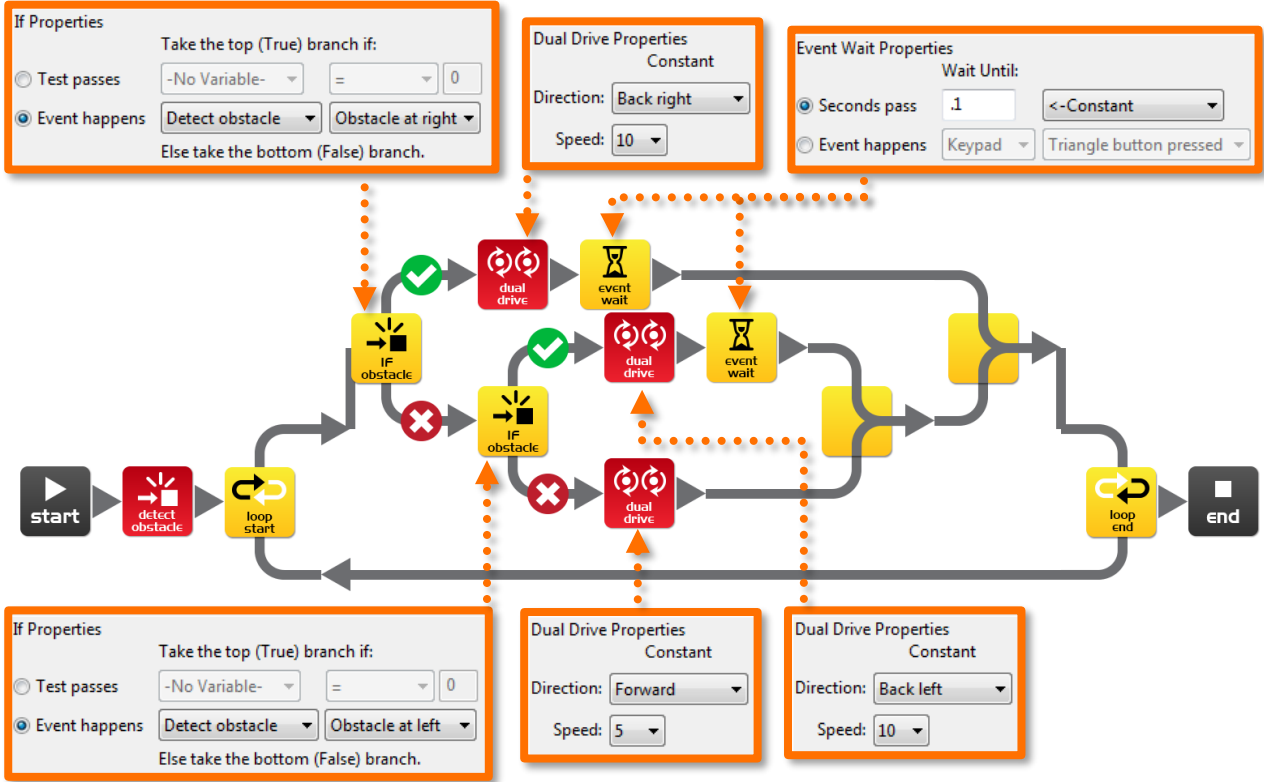 If Properties
Take the top (True) branch if:
Test passes -No Variable- = 0
Event happens Detect obstacle Obstacle at right
Else take the bottom (False) branch.
Dual Drive Properties
Constant
Direction: Back right
Speed: 10
Event Wait Properties
Wait Until:
Seconds pass .1 <-Constant
Event happens Keypad Triangle button pressed
dual
drive
event
wait
IF
obstacle
dual
drive
event
wait
IF
obstacle
start
detect
obstacle
loop
start
dual
drive
loop
end
end
If Properties
Take the top (True) branch if:
Test passes -No Variable- = 0
Event happens Detect obstacle Obstacle at left
Else take the bottom (False) branch.
Dual Drive Properties
Constant
Direction: Forward
Speed: 5
Dual Drive Properties
Constant
Direction: Back left
Speed: 10